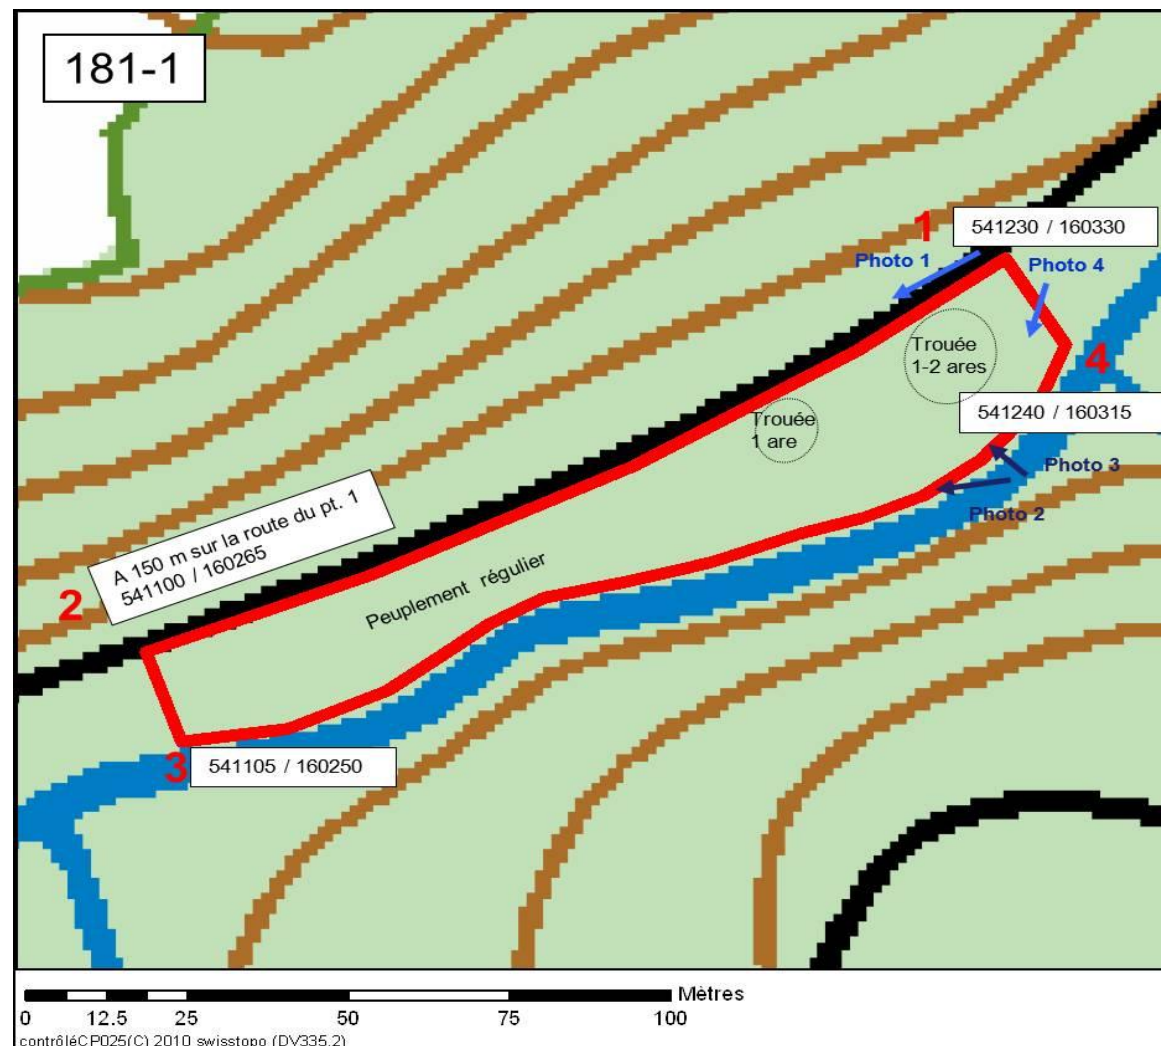 181-1
1
541230 / 160330
Photo 1
Photo 4
Trouée
1-2 ares
4
Trouée
1 are
541240 / 160315
Photo 3
Photo 2
A 150 m sur la route du pt. 1
541100 / 160265
Peuplement régulier
2
3
541105 / 160250
Mètres
0 12.5 25 50 75 100
contrôléCP025(C) 2010 swisstopo (DV335.2)